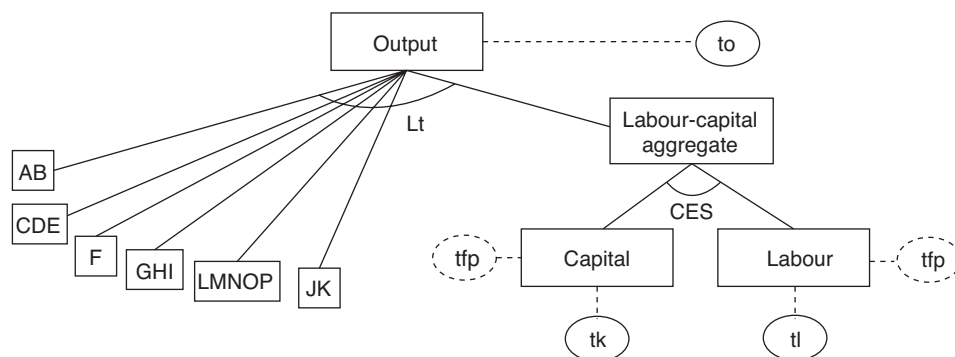 Output
to
Lt
Labour-capital
aggregate
AB
CDE
F
GHI
LMNOP
JK
CES
tfp
Capital
Labour
tfp
tk
tl